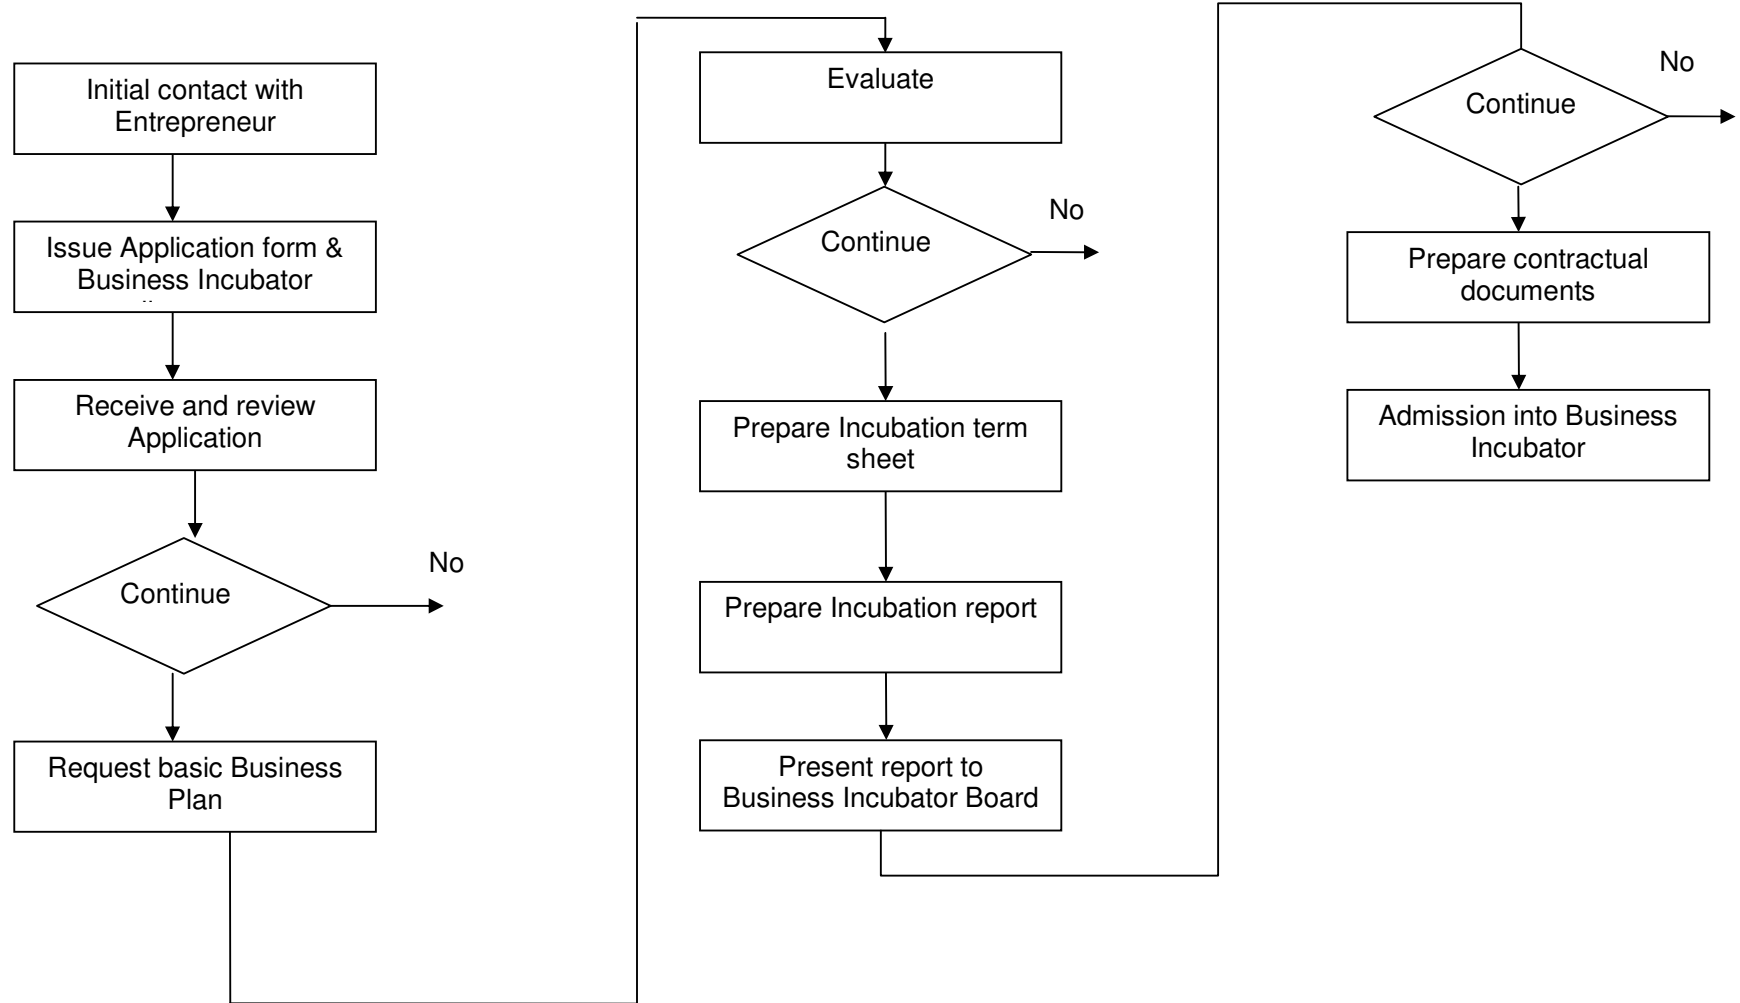 Initial contact with
Entrepreneur
Issue Application form &
Business Incubator
Receive and review
Application
Continue
No
Request basic Business
Plan
Evaluate
Continue
No
Prepare Incubation term
sheet
Prepare Incubation report
Present report to
Business Incubator Board
Continue
No
Prepare contractual
documents
Admission into Business
Incubator